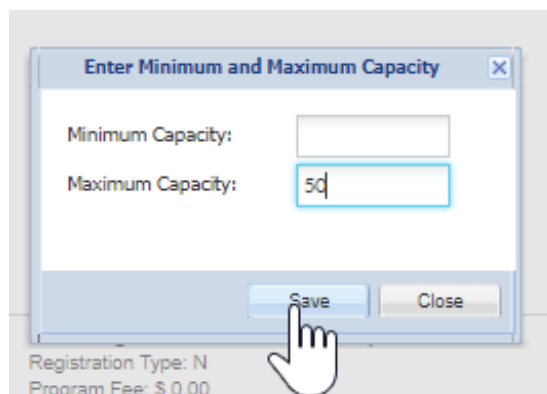 Enter Minimum and Maximum Capacity
Minimum Capacity:
Maximum Capacity: 50
Save Close
Registration Type: N
Program Fee: $ 0.00